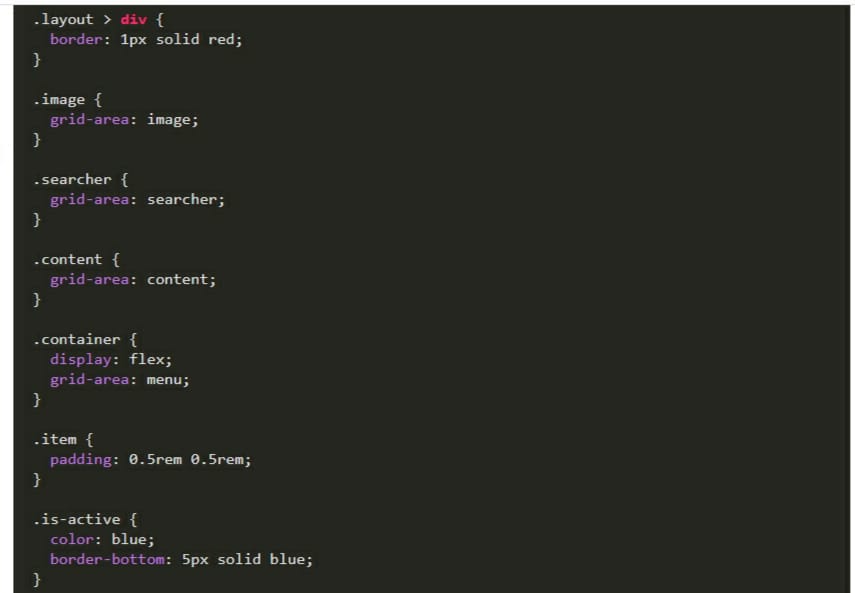 .layout > div {
  border: 1px solid red;
}

.image {
  grid-area: image;
}

.searcher {
  grid-area: searcher;
}

.content {
  grid-area: content;
}

.container {
  display: flex;
  grid-area: menu;
}

.item {
  padding: 0.5rem 0.5rem;
}

.is-active {
  color: blue;
  border-bottom: 5px solid blue;
}